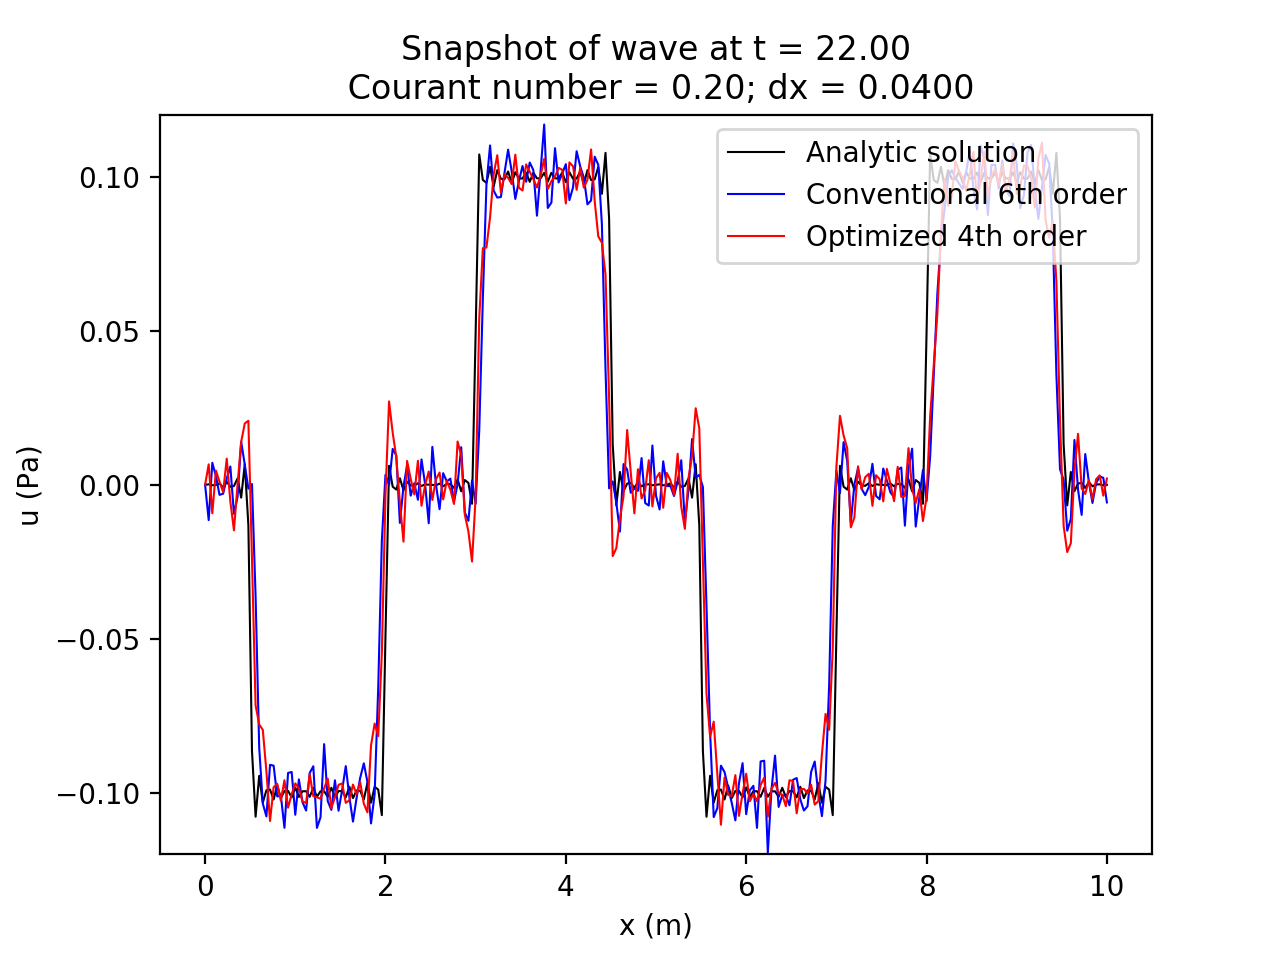 Snapshot of wave at t = 22.00
Courant number = 0.20; dx = 0.0400
Analytic solution
Conventional 6th order
Optimized 4th order
0.10
0.05
0.00
−0.05
−0.10
u (Pa)
0 2 4 6 8 10
x (m)